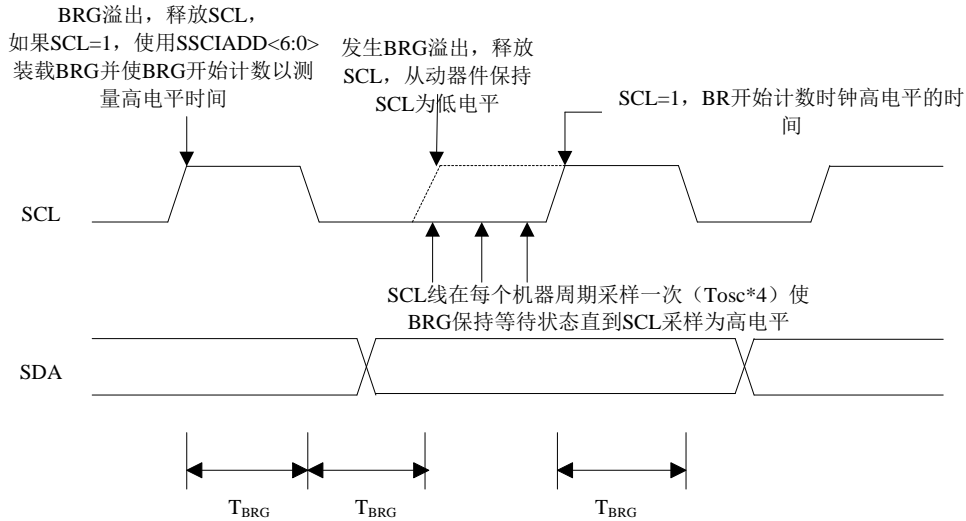 BRG溢出，释放SCL，
如果SCL=1，使用SSCIADD<6:0>
装载BRG并使BRG开始计数以测
量高电平时间
发生BRG溢出，释放
SCL，从动器件保持
SCL为低电平
SCL=1，BR开始计数时钟高电平的时
间
SCL
SCL线在每个机器周期采样一次（Tosc*4）使
BRG保持等待状态直到SCL采样为高电平
SDA
TBRG
TBRG
TBRG